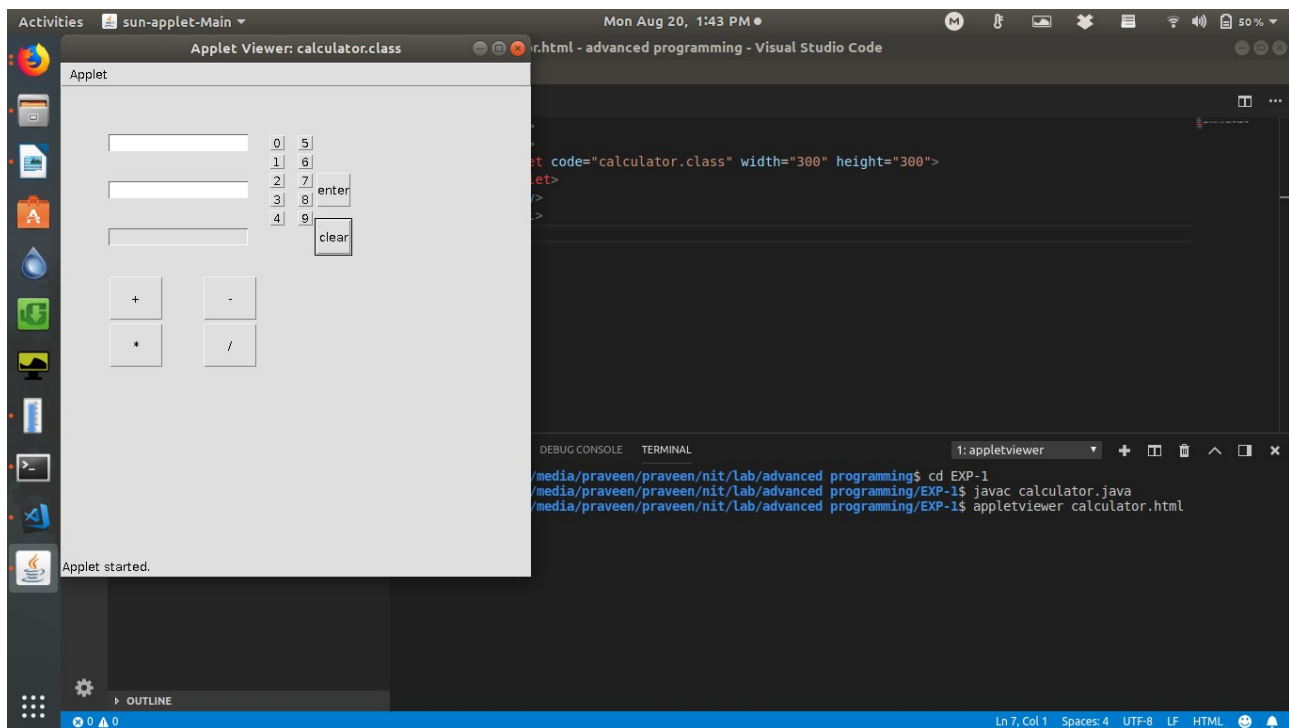 Activities sun-applet-Main Mon Aug 20, 1:43 PM 50 %
Applet Viewer: calculator.class
r.html - advanced programming - Visual Studio Code
Applet
0 5
1 6
2 7
3 8
4 9
enter
clear
+ -
* /
Applet started.
et code="calculator.class" width="300" height="300">
let>
/>
l>
DEBUG CONSOLE TERMINAL 1: appletviewer
/media/praveen/praveen/nit/lab/advanced programming$ cd EXP-1
/media/praveen/praveen/nit/lab/advanced programming/EXP-1$ javac calculator.java
/media/praveen/praveen/nit/lab/advanced programming/EXP-1$ appletviewer calculator.html
OUTLINE
0 0 Ln 7, Col 1 Spaces: 4 UTF-8 LF HTML